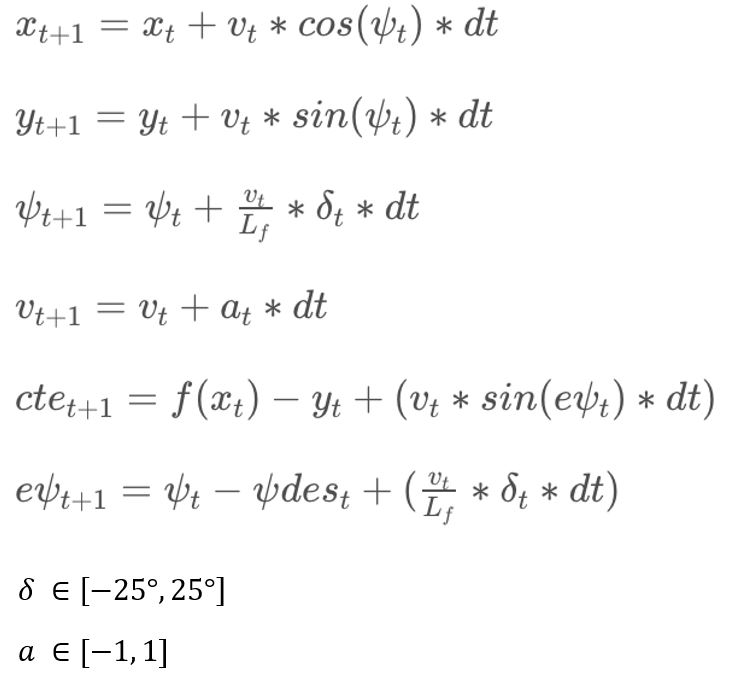 x_{t+1} = x_t + v_t * cos(ψ_t) * dt
y_{t+1} = y_t + v_t * sin(ψ_t) * dt
ψ_{t+1} = ψ_t + \frac{v_t}{L_f} * δ_t * dt
v_{t+1} = v_t + a_t * dt
cte_{t+1} = f(x_t) − y_t + (v_t * sin(eψ_t) * dt)
eψ_{t+1} = ψ_t − ψdes_t + (\frac{v_t}{L_f} * δ_t * dt)
δ ∈ [−25°, 25°]
a ∈ [−1, 1]